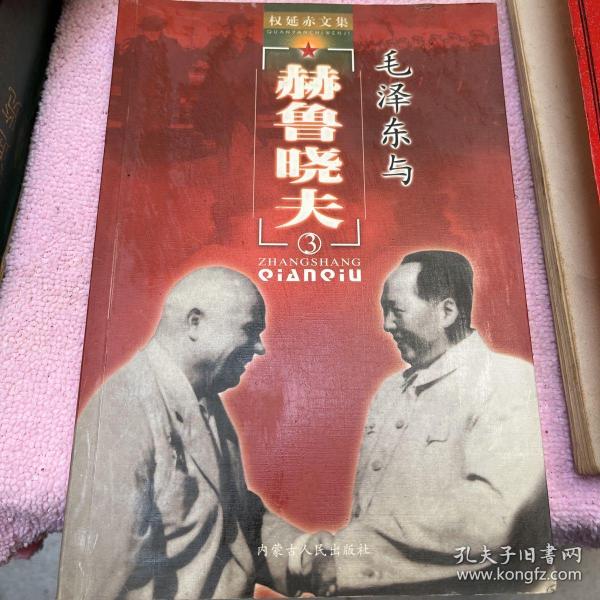 权延赤文集
QUANYANCHIWENJI
毛泽东与
赫鲁晓夫
③
ZHANGSHANG
QIANQIU
内蒙古人民出版社
孔夫子旧书网
www.kongfz.com